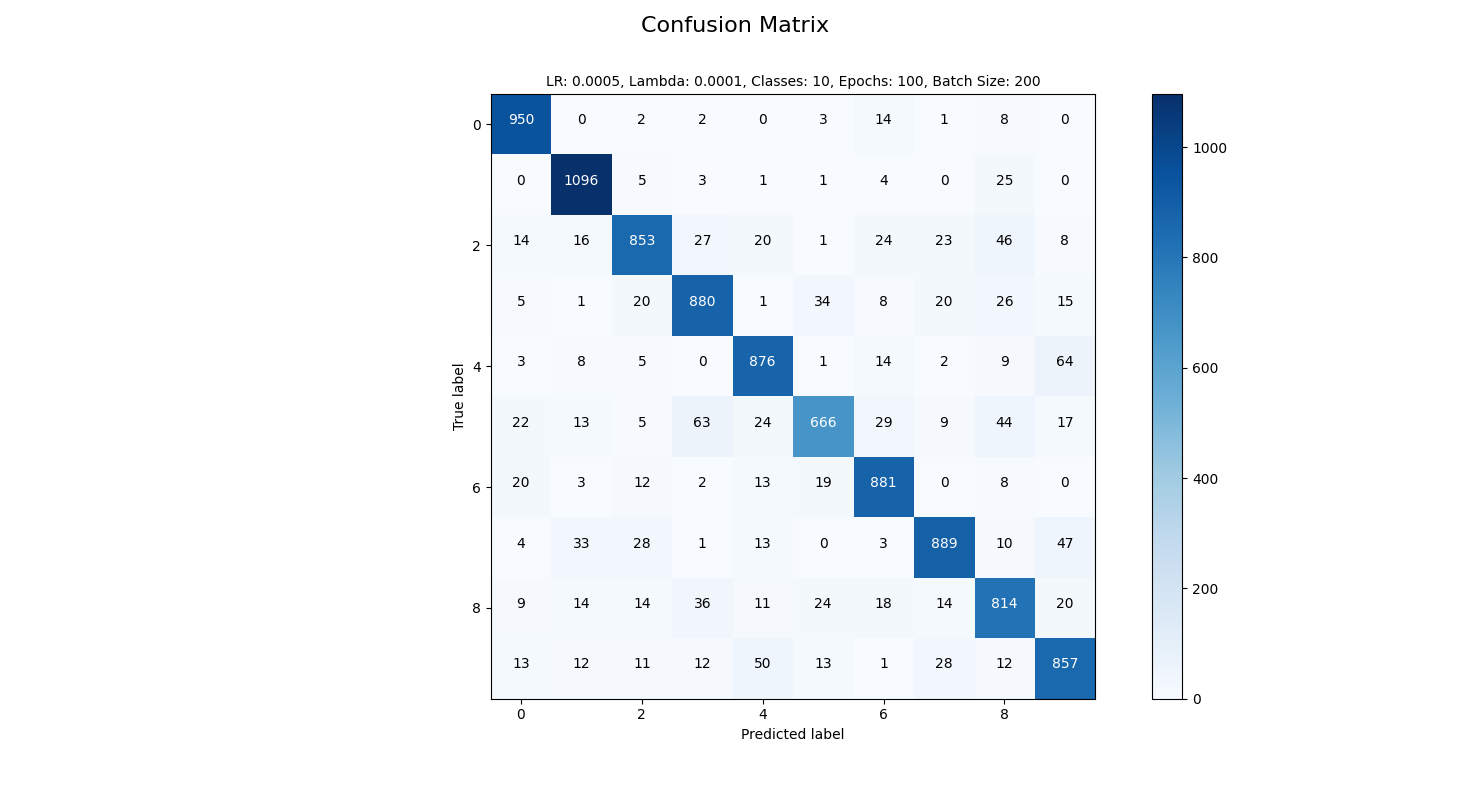 Confusion Matrix
LR: 0.0005, Lambda: 0.0001, Classes: 10, Epochs: 100, Batch Size: 200
0 950 0 2 2 0 3 14 1 8 0
0 1096 5 3 1 1 4 0 25 0
2 14 16 853 27 20 1 24 23 46 8
5 1 20 880 1 34 8 20 26 15
4 3 8 5 0 876 1 14 2 9 64
22 13 5 63 24 666 29 9 44 17
6 20 3 12 2 13 19 881 0 8 0
4 33 28 1 13 0 3 889 10 47
8 9 14 14 36 11 24 18 14 814 20
13 12 11 12 50 13 1 28 12 857
0 2 4 6 8
Predicted label
True label
1000
800
600
400
200
0